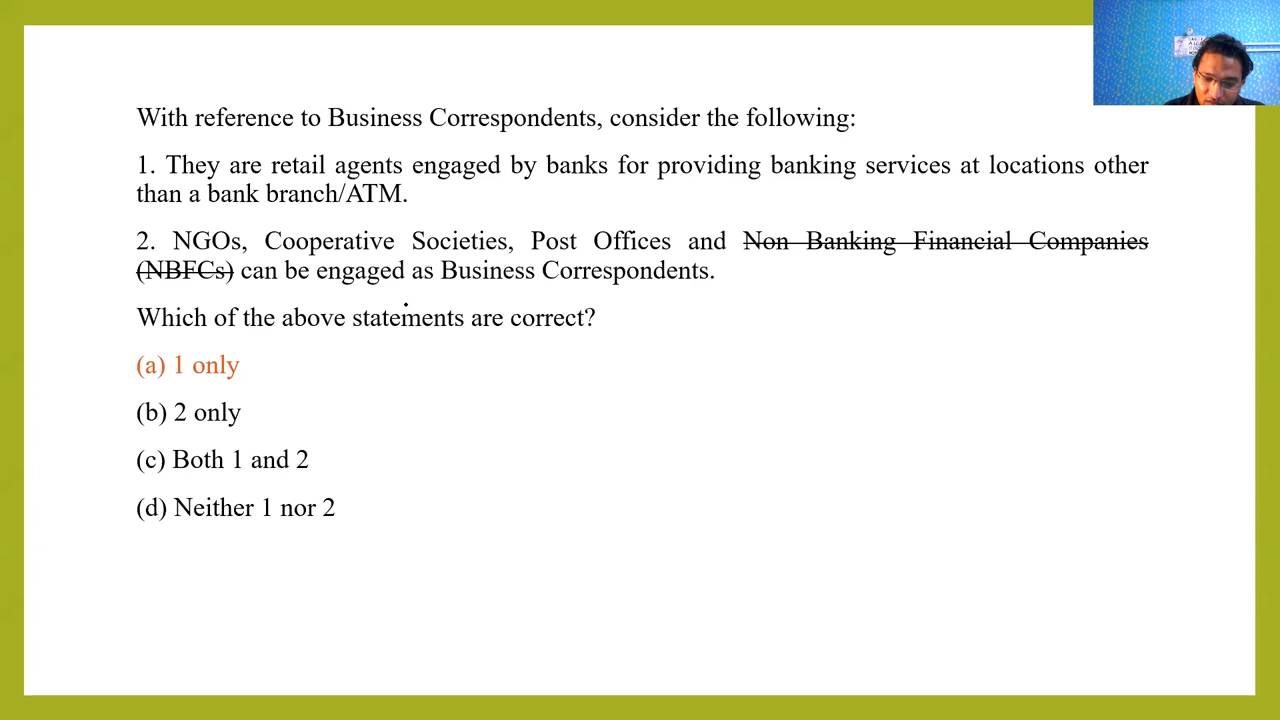 With reference to Business Correspondents, consider the following:
1. They are retail agents engaged by banks for providing banking services at locations other
than a bank branch/ATM.
2. NGOs, Cooperative Societies, Post Offices and Non Banking Financial Companies
(NBFCs) can be engaged as Business Correspondents.
Which of the above statements are correct?
(a) 1 only
(b) 2 only
(c) Both 1 and 2
(d) Neither 1 nor 2